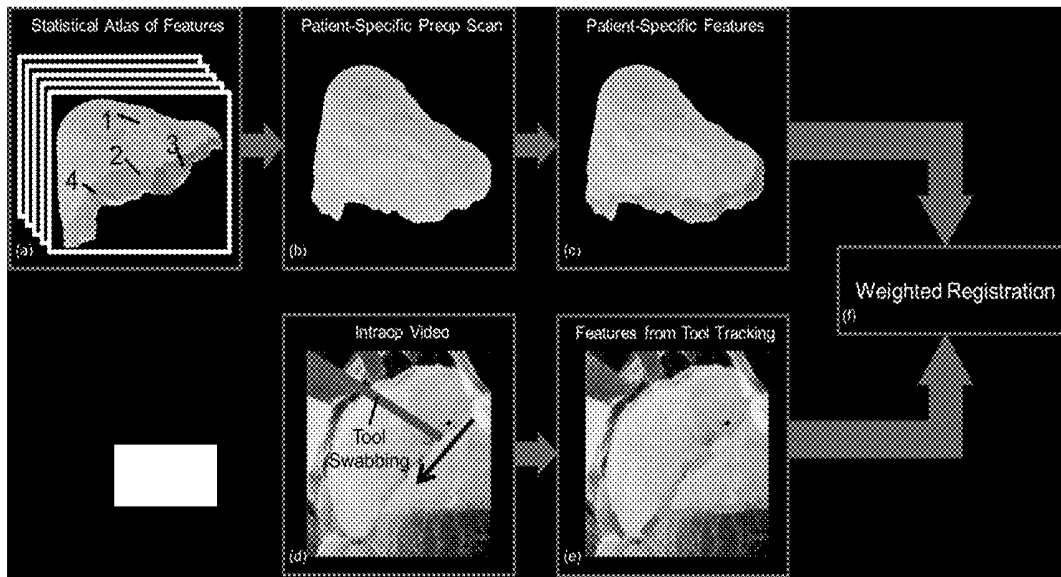 Statistical Atlas of Features
1
2
3
4
(a)
Patient-Specific Preop Scan
(b)
Patient-Specific Features
(c)
Intraop Video
Tool
Swabbing
(d)
Features from Tool Tracking
(e)
Weighted Registration
(f)